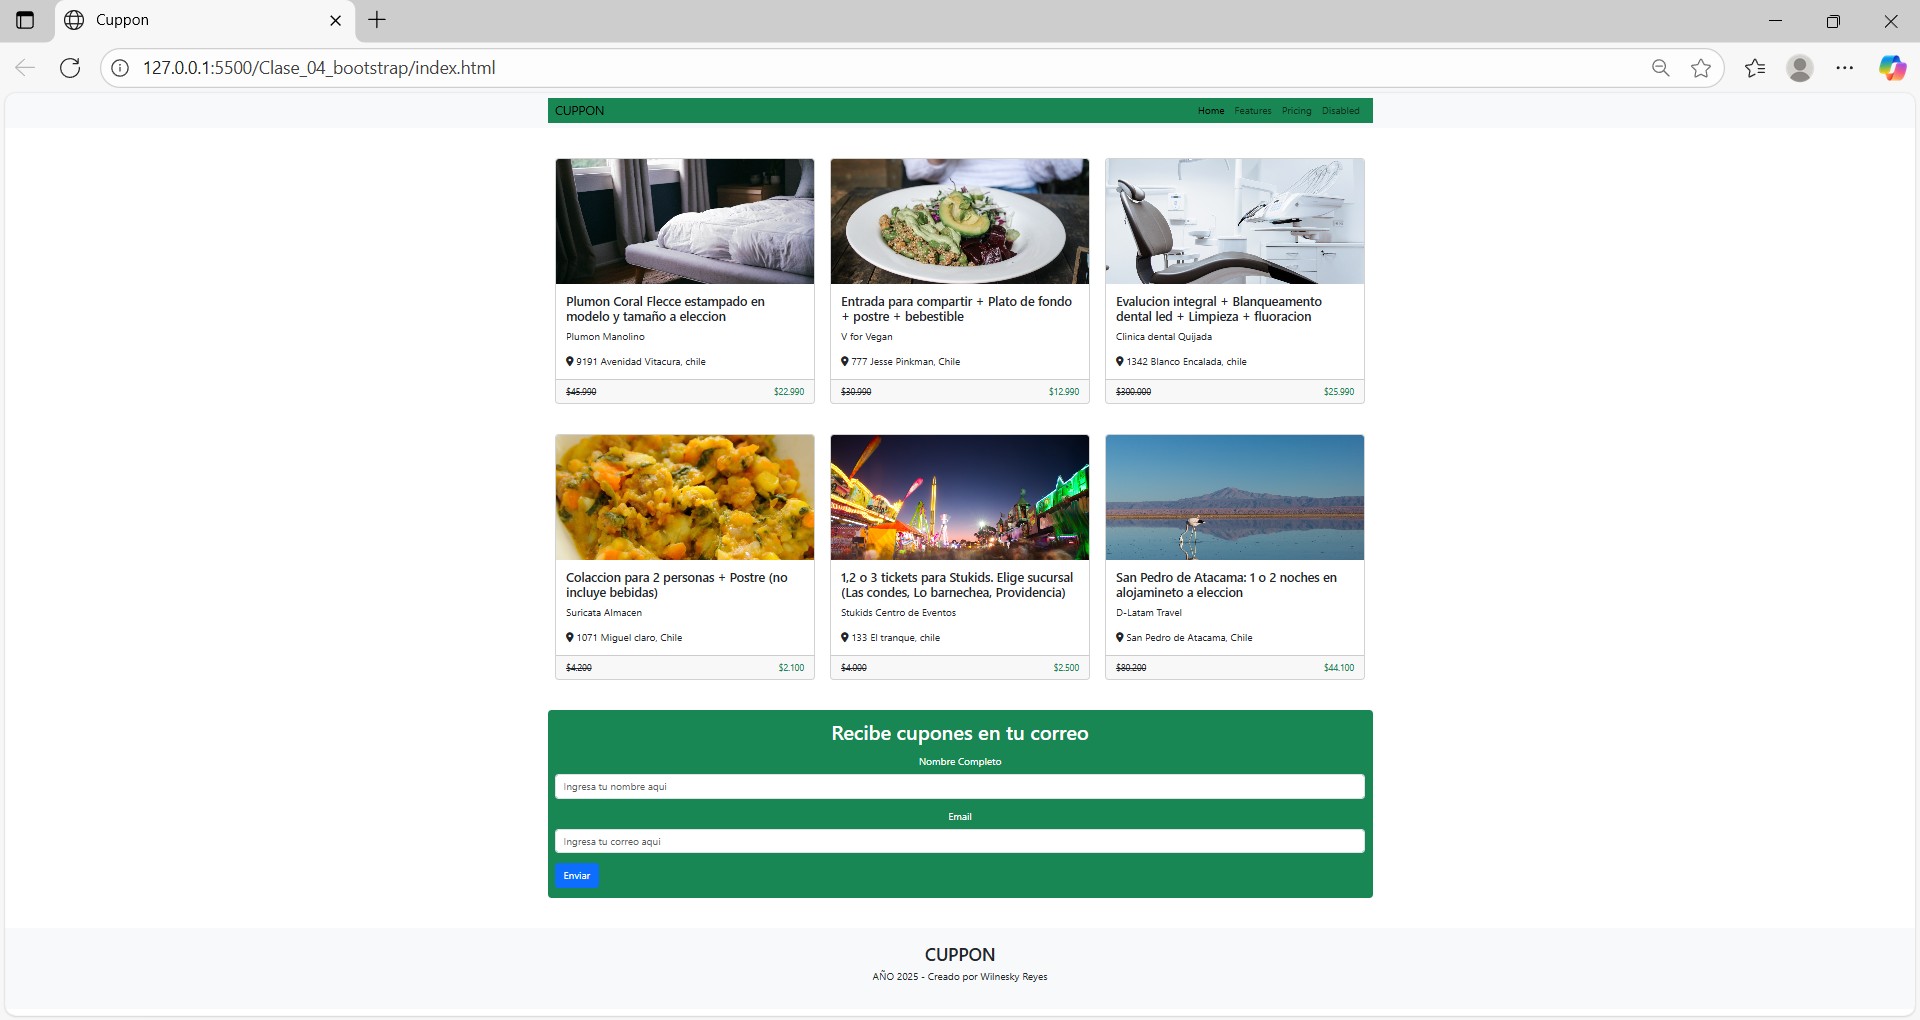 Cuppon
127.0.0.1:5500/Clase_04_bootstrap/index.html
CUPPON
Home Features Pricing Disabled
Plumon Coral Flecce estampado en
modelo y tamaño a eleccion
Plumon Manolino
9191 Avenidad Vitacura, chile
$45.990 $22.990
Entrada para compartir + Plato de fondo
+ postre + bebestible
V for Vegan
777 Jesse Pinkman, Chile
$30.990 $12.990
Evalucion integral + Blanqueamento
dental led + Limpieza + fluoracion
Clinica dental Quijada
1342 Blanco Encalada, chile
$300.000 $25.990
Colaccion para 2 personas + Postre (no
incluye bebidas)
Suricata Almacen
1071 Miguel claro, Chile
$4.200 $2.100
1,2 o 3 tickets para Stukids. Elige sucursal
(Las condes, Lo barnechea, Providencia)
Stukids Centro de Eventos
133 El tranque, chile
$4.000 $2.500
San Pedro de Atacama: 1 o 2 noches en
alojamineto a eleccion
D-Latam Travel
San Pedro de Atacama, Chile
$80.200 $44.100
Recibe cupones en tu correo
Nombre Completo
Ingresa tu nombre aqui
Email
Ingresa tu correo aqui
Enviar
CUPPON
AÑO 2025 - Creado por Wilnesky Reyes